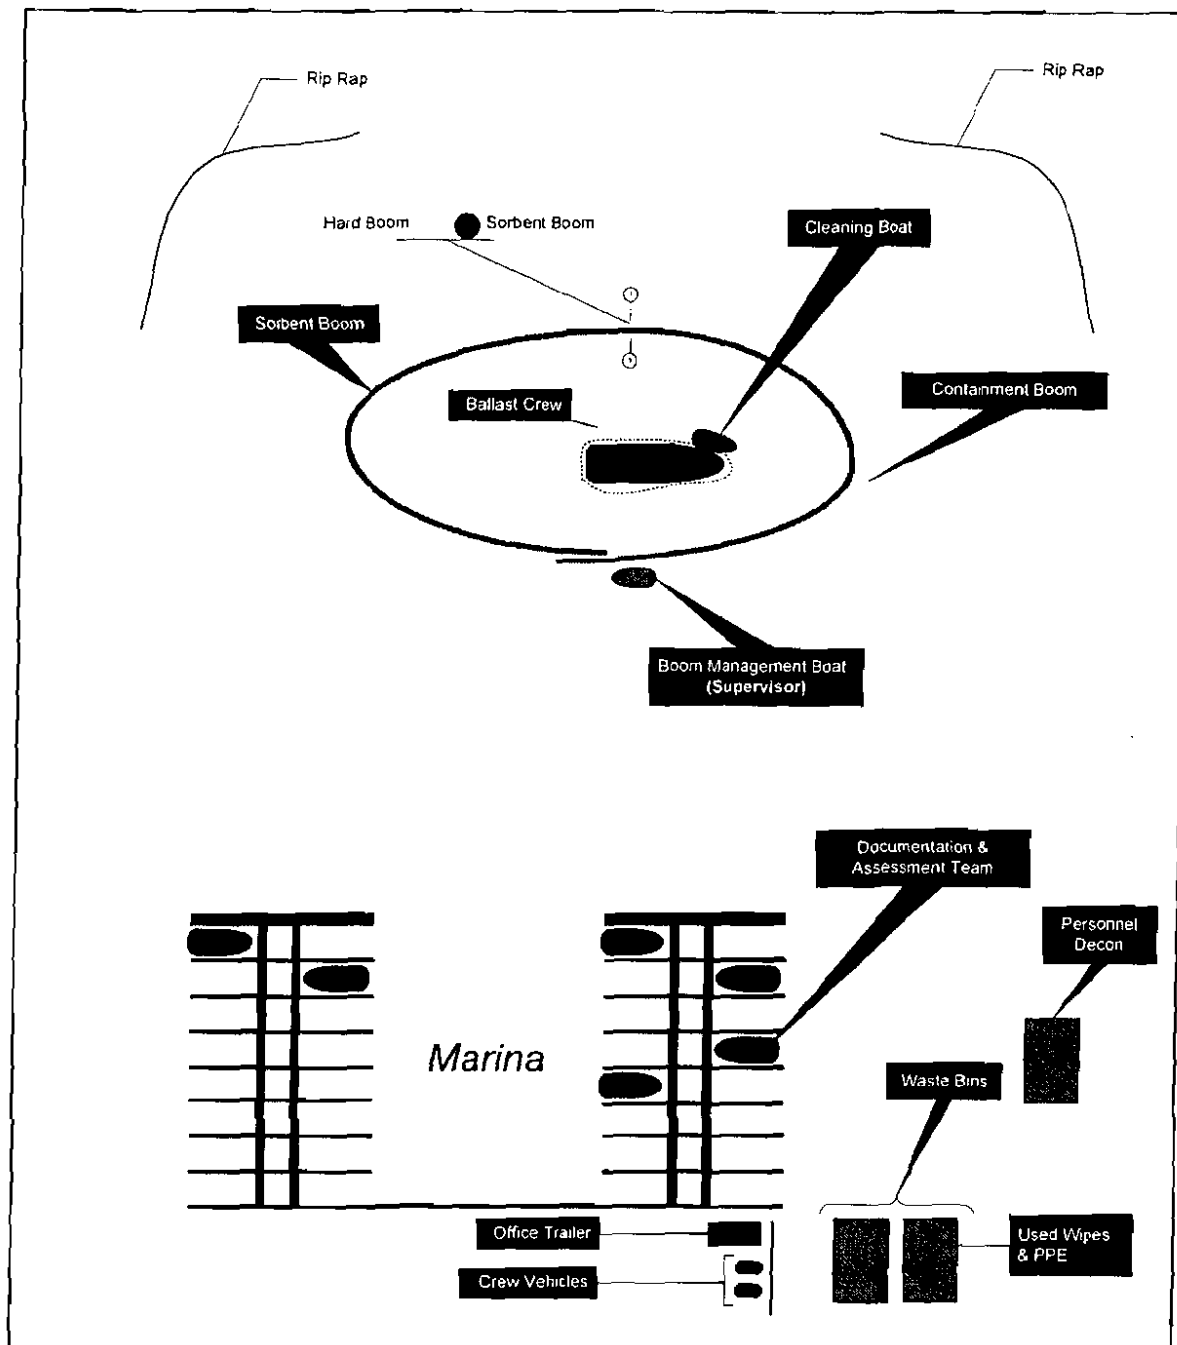 Rip Rap
Rip Rap
Hard Boom
Sorbent Boom
Cleaning Boat
Sorbent Boom
Containment Boom
Ballast Crew
Boom Management Boat
(Supervisor)
Documentation &
Assessment Team
Personnel
Decon
Marina
Waste Bins
Office Trailer
Used Wipes
& PPE
Crew Vehicles